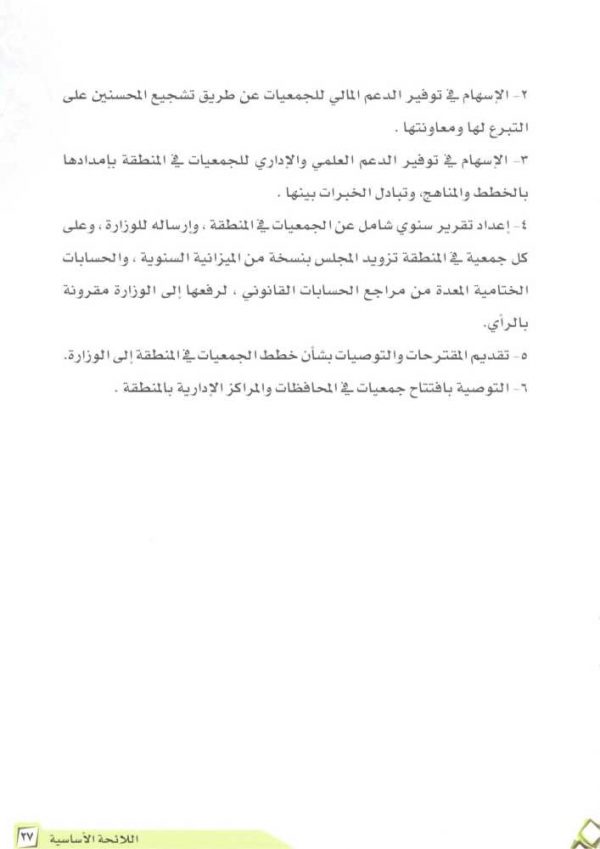 ٢- الإسهام في توفير الدعم المالي للجمعيات عن طريق تشجيع المحسنين على
التبرع لها ومعاونتها .
٣- الإسهام في توفير الدعم العلمي والإداري للجمعيات في المنطقة بإمدادها
بالخطط والمناهج، وتبادل الخبرات بينها .
٤- إعداد تقرير سنوي شامل عن الجمعيات في المنطقة ، وإرساله للوزارة ، وعلى
كل جمعية في المنطقة تزويد المجلس بنسخة من الميزانية السنوية ، والحسابات
الختامية المعدة من مراجع الحسابات القانوني ، لرفعها إلى الوزارة مقرونة
بالرأي.
٥- تقديم المقترحات والتوصيات بشأن خطط الجمعيات في المنطقة إلى الوزارة.
٦- التوصية بافتتاح جمعيات في المحافظات والمراكز الإدارية بالمنطقة .
اللائحة الأساسية ٢٧